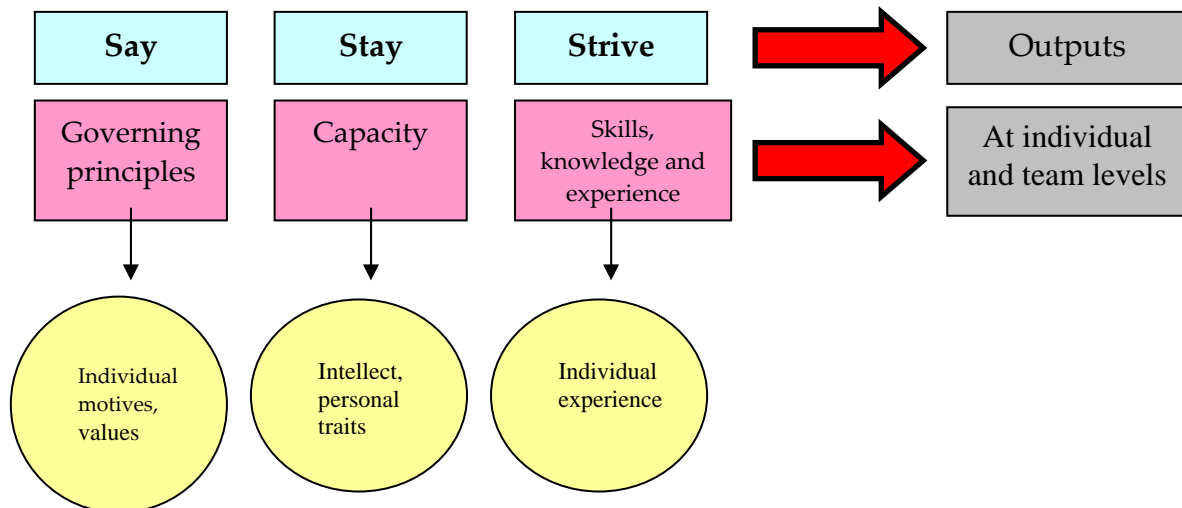 Say
Stay
Strive
Outputs
Governing
principles
Capacity
Skills,
knowledge and
experience
At individual
and team levels
Individual
motives,
values
Intellect,
personal
traits
Individual
experience